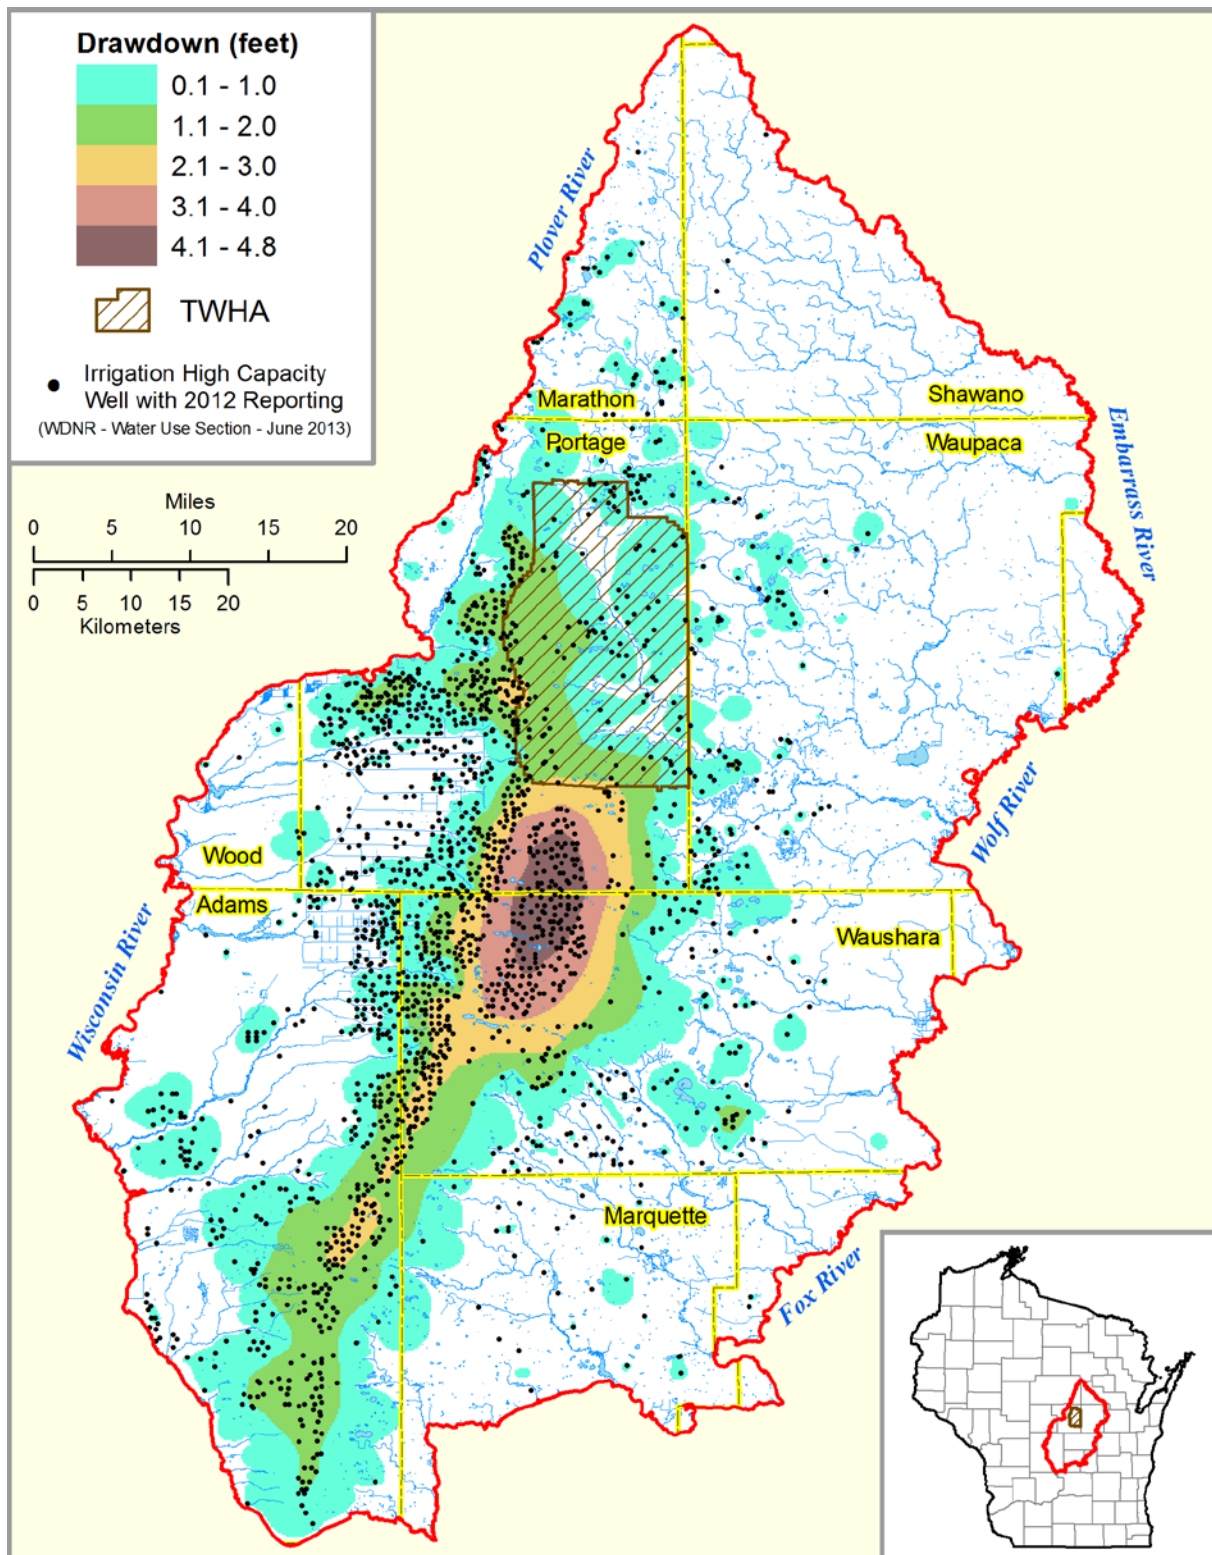 Drawdown (feet)
0.1 - 1.0
1.1 - 2.0
2.1 - 3.0
3.1 - 4.0
4.1 - 4.8
TWHA
Irrigation High Capacity
Well with 2012 Reporting
(WDNR - Water Use Section - June 2013)
Miles
0 5 10 15 20
0 5 10 15 20
Kilometers
Plover River
Marathon
Shawano
Portage
Waupaca
Embarrass River
Wolf River
Wood
Adams
Waushara
Wisconsin River
Marquette
Fox River